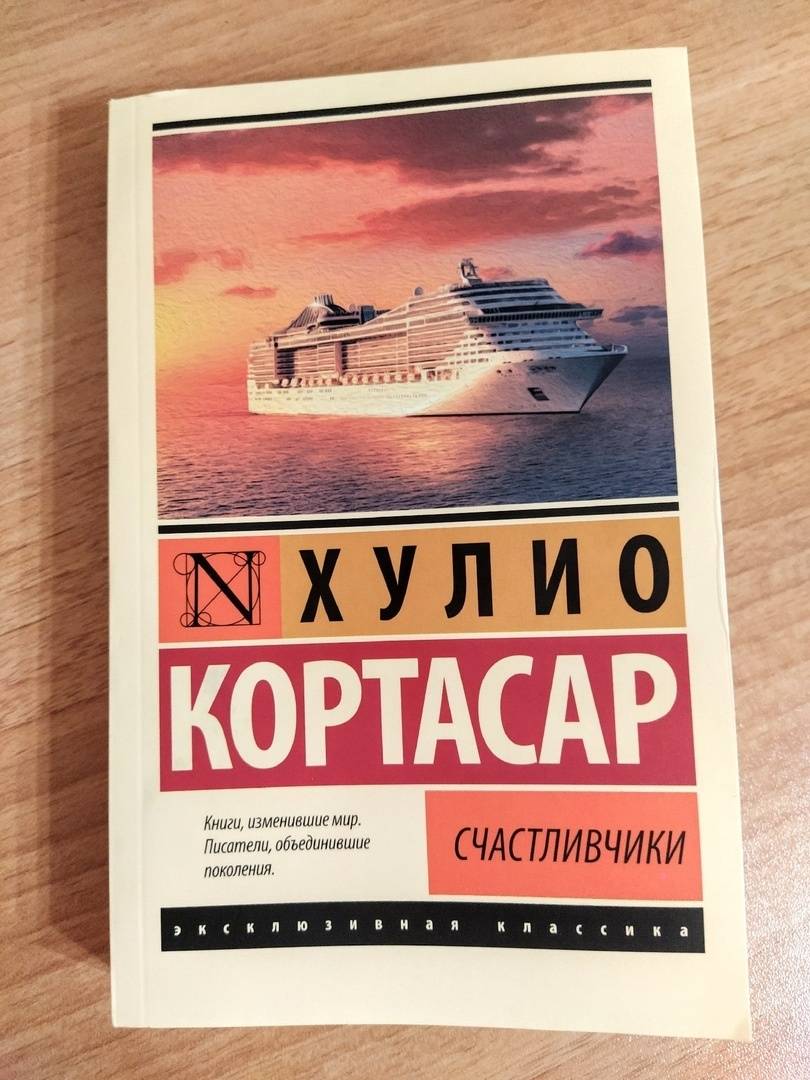 N
ХУЛИО
КОРТАСАР
Книги, изменившие мир.
Писатели, объединившие
поколения.
СЧАСТЛИВЧИКИ
эксклюзивная классика